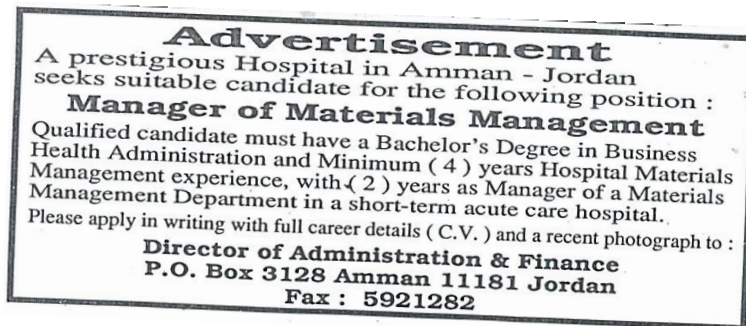 Advertisement
A prestigious Hospital in Amman - Jordan
seeks suitable candidate for the following position :
Manager of Materials Management
Qualified candidate must have a Bachelor's Degree in Business
Health Administration and Minimum ( 4 ) years Hospital Materials
Management experience, with ( 2 ) years as Manager of a Materials
Management Department in a short-term acute care hospital.
Please apply in writing with full career details ( C.V. ) and a recent photograph to :
Director of Administration & Finance
P.O. Box 3128 Amman 11181 Jordan
Fax : 5921282